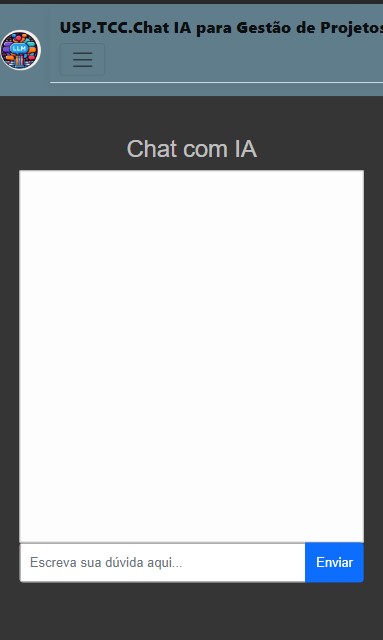 USP.TCC.Chat IA para Gestão de Projetos
LLM
Chat com IA
Escreva sua dúvida aqui...
Enviar